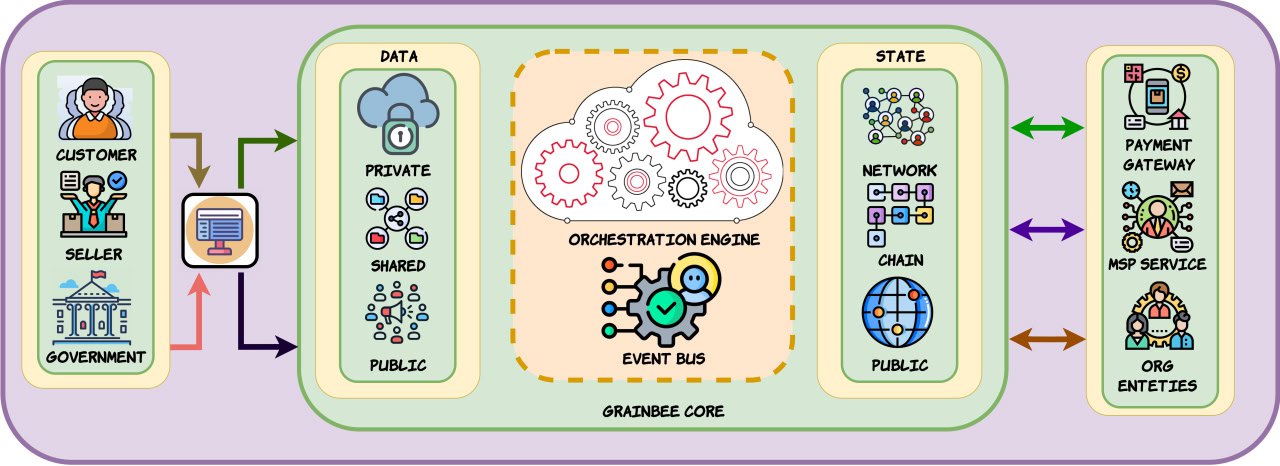 CUSTOMER
SELLER
GOVERNMENT
DATA
PRIVATE
SHARED
PUBLIC
ORCHESTRATION ENGINE
EVENT BUS
GRAINBEE CORE
STATE
NETWORK
CHAIN
PUBLIC
PAYMENT
GATEWAY
MSP SERVICE
ORG
ENTETIES